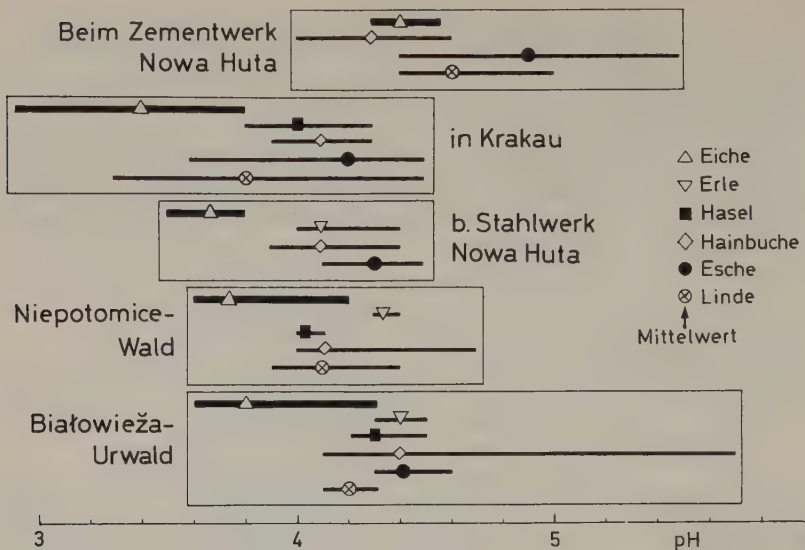 Beim Zementwerk
Nowa Huta
in Krakau
b. Stahlwerk
Nowa Huta
Niepotomice-
Wald
Białowieża-
Urwald
Eiche
Erle
Hasel
Hainbuche
Esche
Linde
Mittelwert
3 4 5 pH